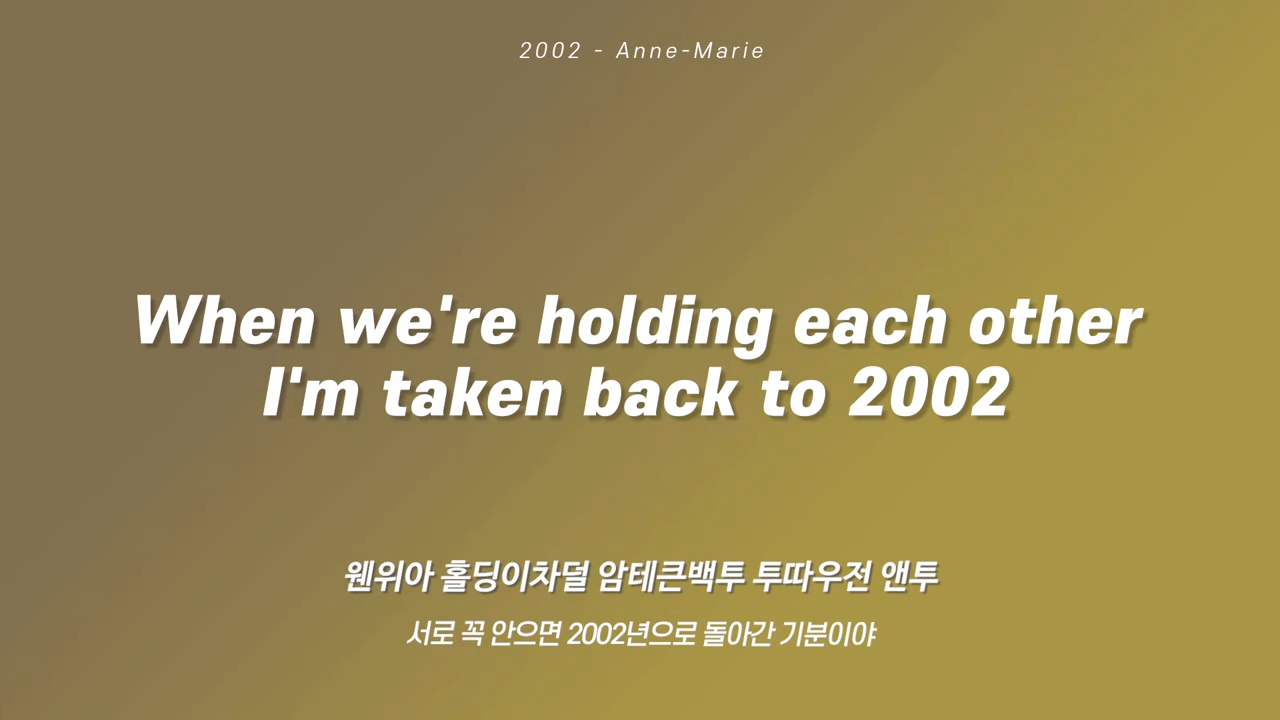 2002 - Anne-Marie
When we're holding each other
I'm taken back to 2002
웬위아 홀딩이차덜 암테큰백투 투따우전 앤투
서로 꼭 안으면 2002년으로 돌아간 기분이야